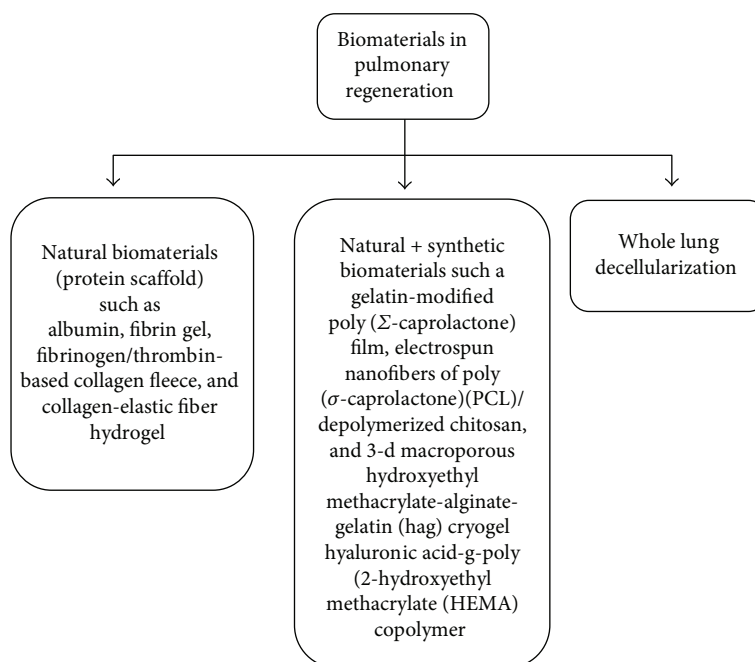 Biomaterials in
pulmonary
regeneration
Natural biomaterials
(protein scaffold)
such as
albumin, fibrin gel,
fibrinogen/thrombin-
based collagen fleece, and
collagen-elastic fiber
hydrogel
Natural + synthetic
biomaterials such a
gelatin-modified
poly (Σ-caprolactone)
film, electrospun
nanofibers of poly
(σ-caprolactone)(PCL)/
depolymerized chitosan,
and 3-d macroporous
hydroxyethyl
methacrylate-alginate-
gelatin (hag) cryogel
hyaluronic acid-g-poly
(2-hydroxyethyl
methacrylate (HEMA)
copolymer
Whole lung
decellularization